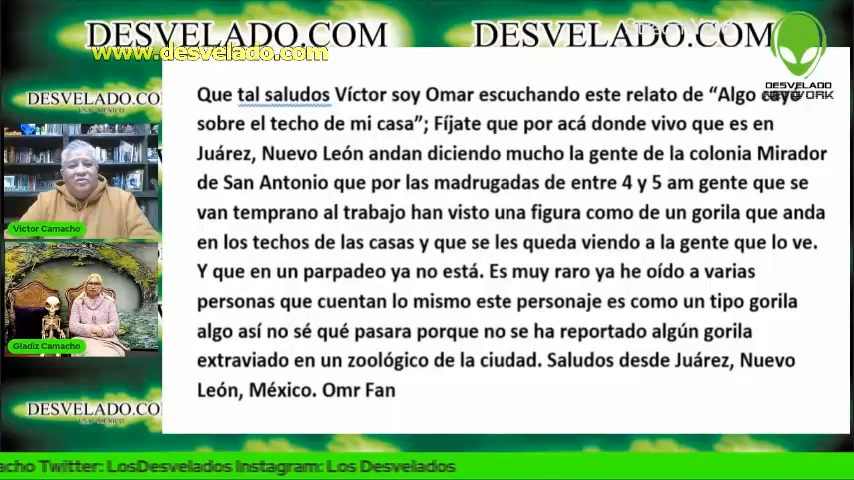 DESVELADO.COM
DESVELADO.COM
www.desvelado.com
DESVELADO
NETWORK
DESVELADO.CO
Victor Camacho
Gladiz Camacho
DESVELADO.CO
Que tal saludos Víctor soy Omar escuchando este relato de “Algo cayo
sobre el techo de mi casa”; Fíjate que por acá donde vivo que es en
Juárez, Nuevo León andan diciendo mucho la gente de la colonia Mirador
de San Antonio que por las madrugadas de entre 4 y 5 am gente que se
van temprano al trabajo han visto una figura como de un gorila que anda
en los techos de las casas y que se les queda viendo a la gente que lo ve.
Y que en un parpadeo ya no está. Es muy raro ya he oído a varias
personas que cuentan lo mismo este personaje es como un tipo gorila
algo así no sé qué pasara porque no se ha reportado algún gorila
extraviado en un zoológico de la ciudad. Saludos desde Juárez, Nuevo
León, México. Omr Fan
acho Twitter: LosDesvelados Instagram: Los Desvelados